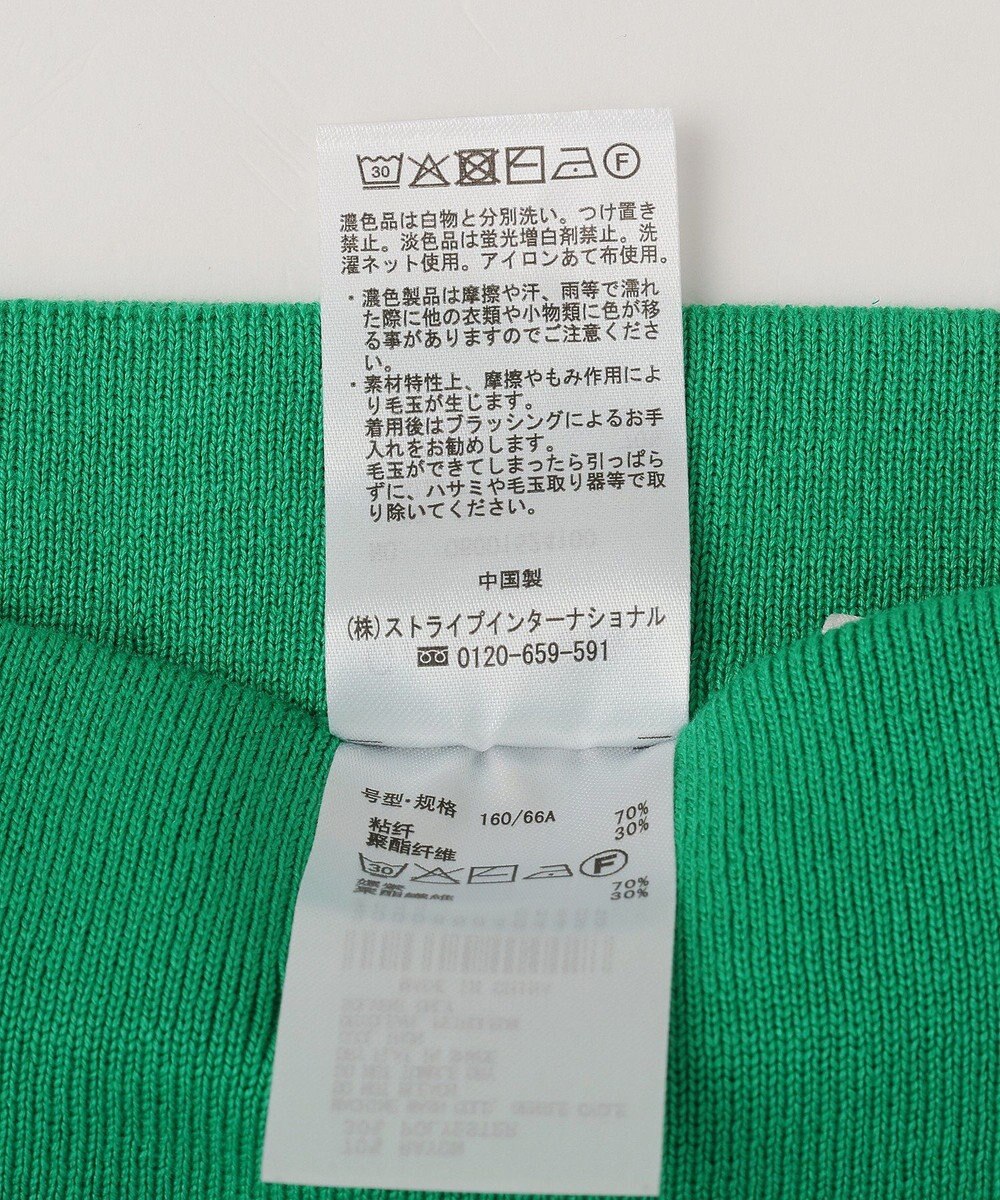 30 F
濃色品は白物と分別洗い。つけ置き
禁止。淡色品は蛍光増白剤禁止。洗
濯ネット使用。アイロンあて布使用。
・濃色製品は摩擦や汗、雨等で濡れ
た際に他の衣類や小物類に色が移
る事がありますのでご注意くださ
い。
・素材特性上、摩擦やもみ作用によ
り毛玉が生じます。
着用後はブラッシングによるお手
入れをお勧めします。
毛玉ができてしまったら引っぱら
ずに、ハサミや毛玉取り器等で取
り除いてください。
中国製
(株)ストライプインターナショナル
0120-659-591
号型·规格 160/66A
粘纤 70%
聚酯纤维 30%
30 F
70%
30%